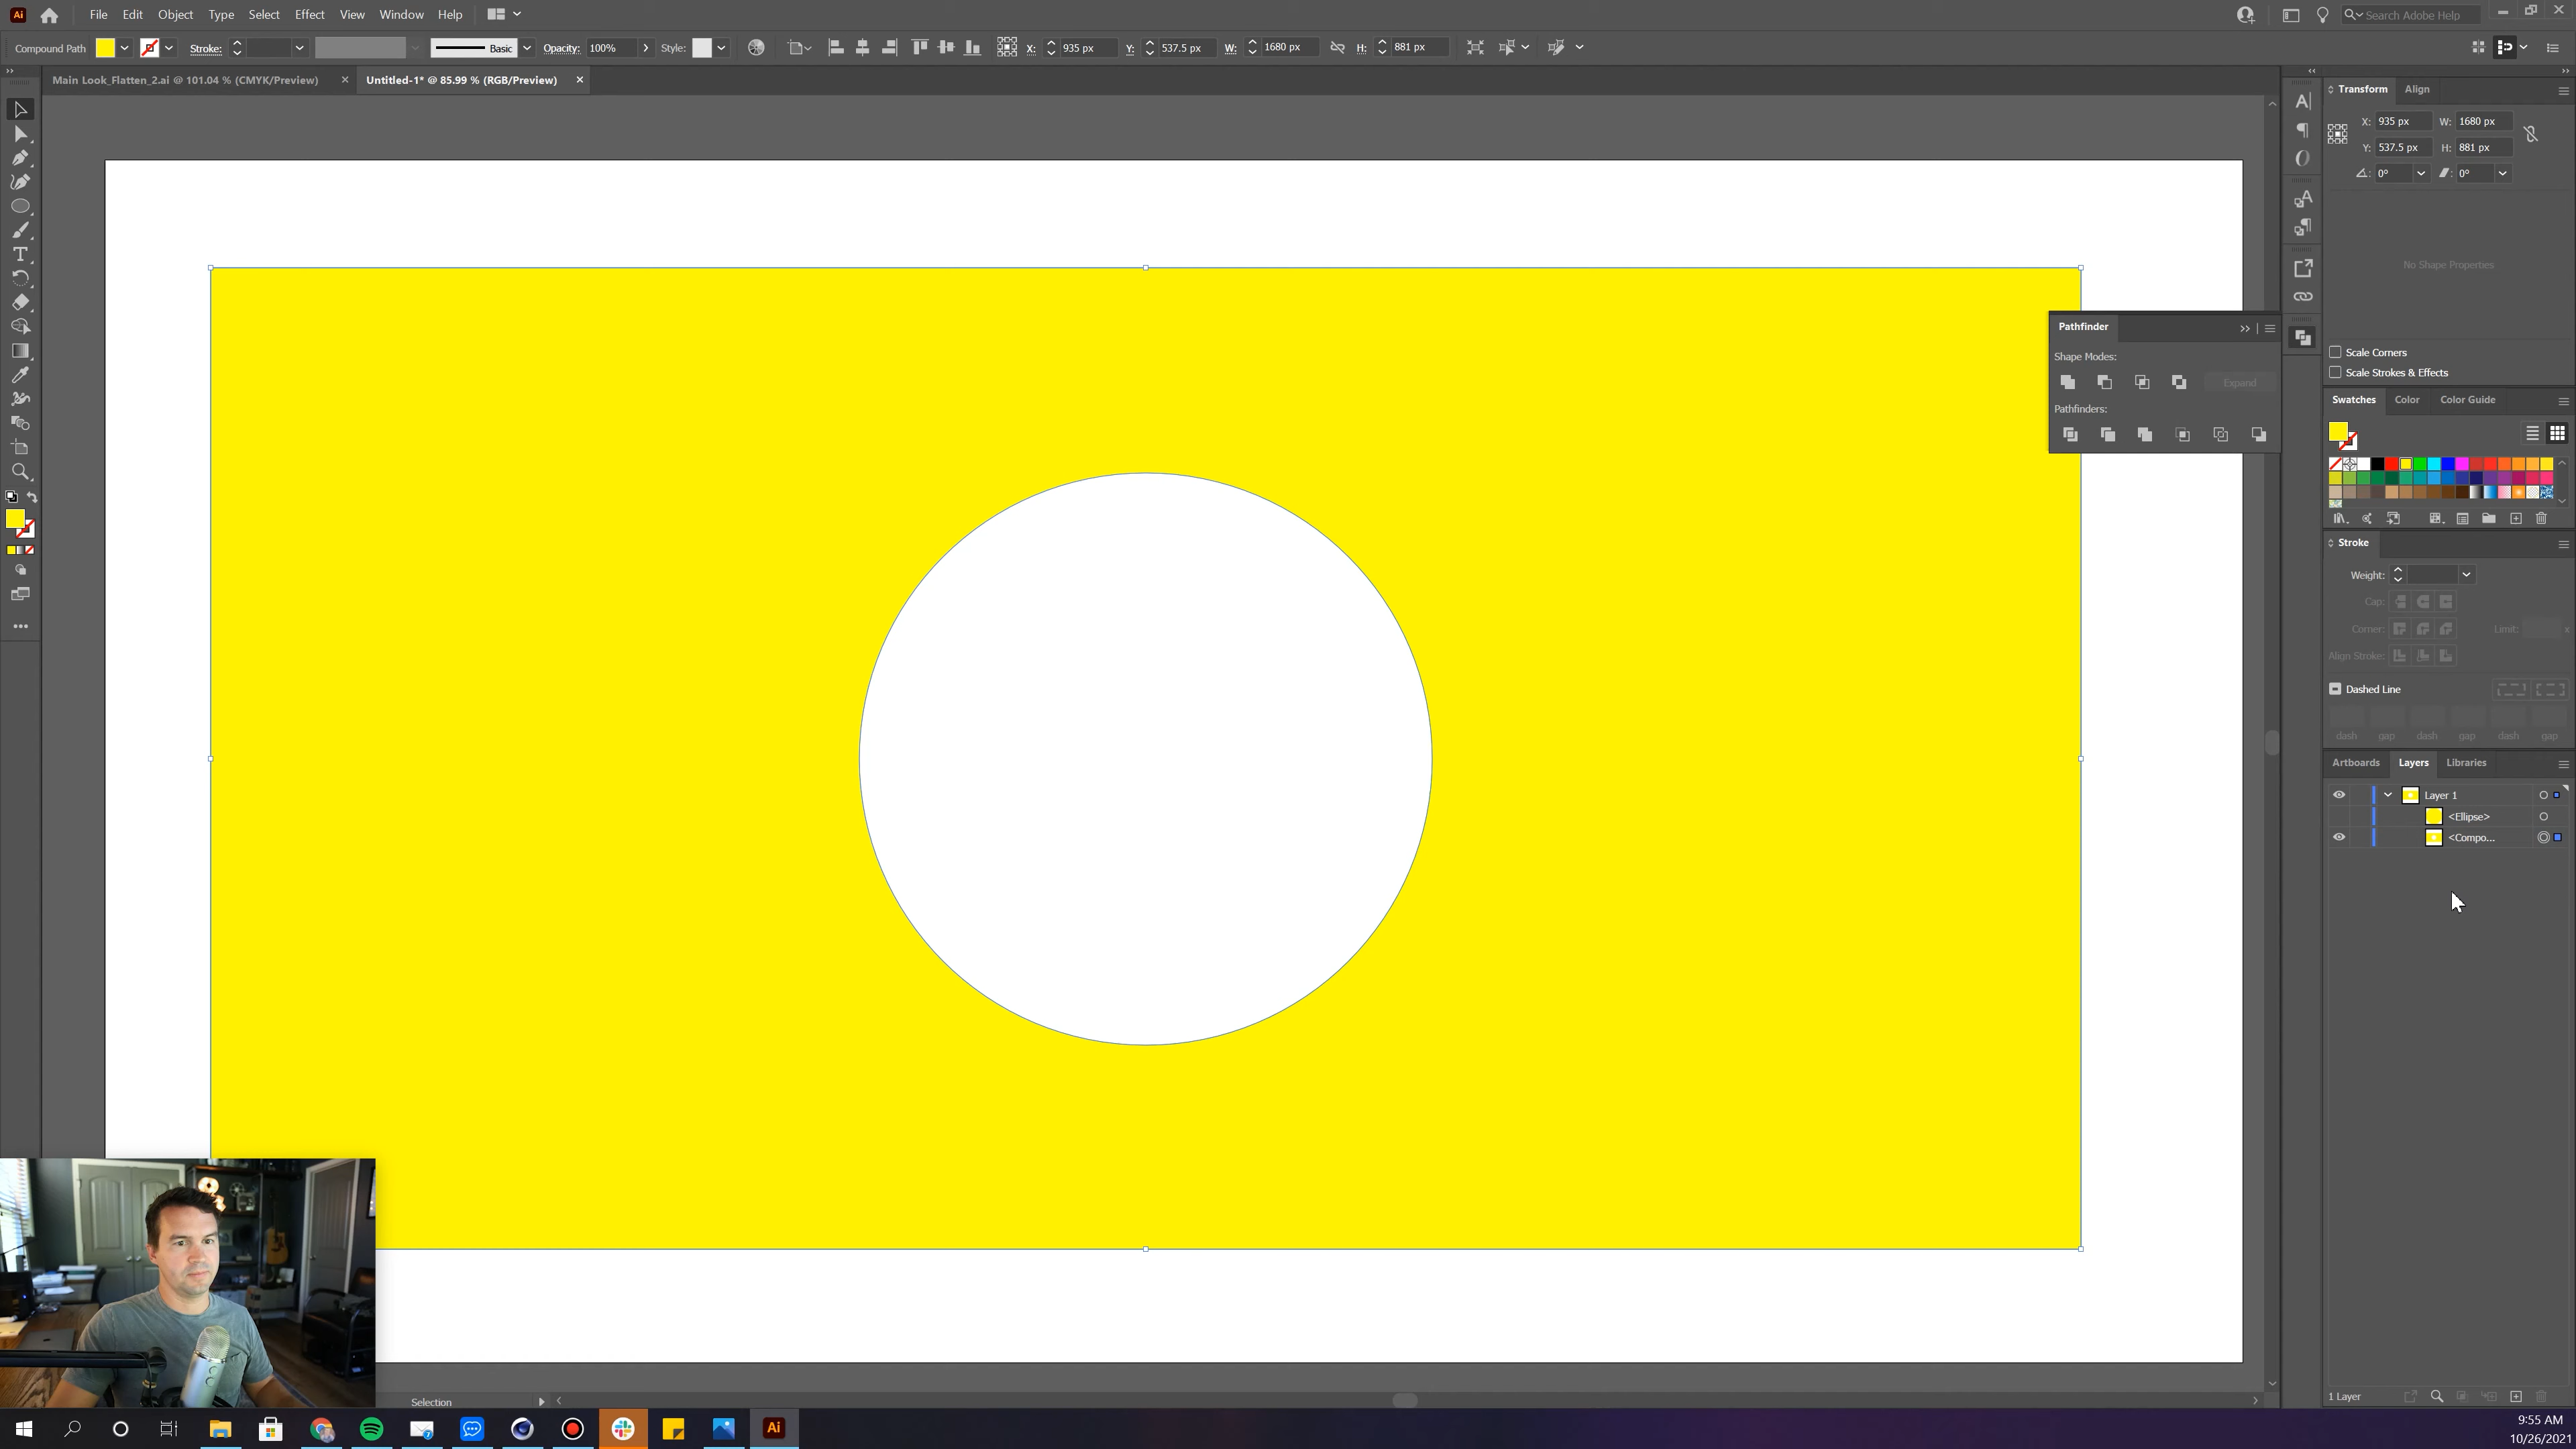 Ai File Edit Object Type Select Effect View Window Help Search Adobe Help
Compound Path Stroke: Basic Opacity: 100% Style: X: 935 px Y: 537.5 px W: 1680 px H: 881 px
Main Look_Flatten_2.ai @ 101.04 % (CMYK/Preview) Untitled-1* @ 85.99 % (RGB/Preview)
Transform Align
X: 935 px W: 1680 px
Y: 537.5 px H: 881 px
0° 0°
No Shape Properties
Scale Corners
Scale Strokes & Effects
Pathfinder
Shape Modes:
Expand
Pathfinders:
Swatches Color Color Guide
Stroke
Weight:
Cap:
Corner: Limit: x
Align Stroke:
Dashed Line
dash gap dash gap dash gap
Artboards Layers Libraries
Layer 1
<Ellipse>
<Compo...
1 Layer
Selection
Ai
9:55 AM
10/26/2021